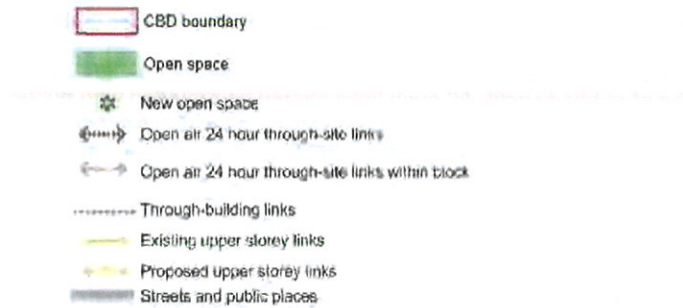 CBD boundary
Open space
New open space
Open air 24 hour through-site links
Open air 24 hour through-site links within block
Through-building links
Existing upper storey links
Proposed upper storey links
Streets and public places